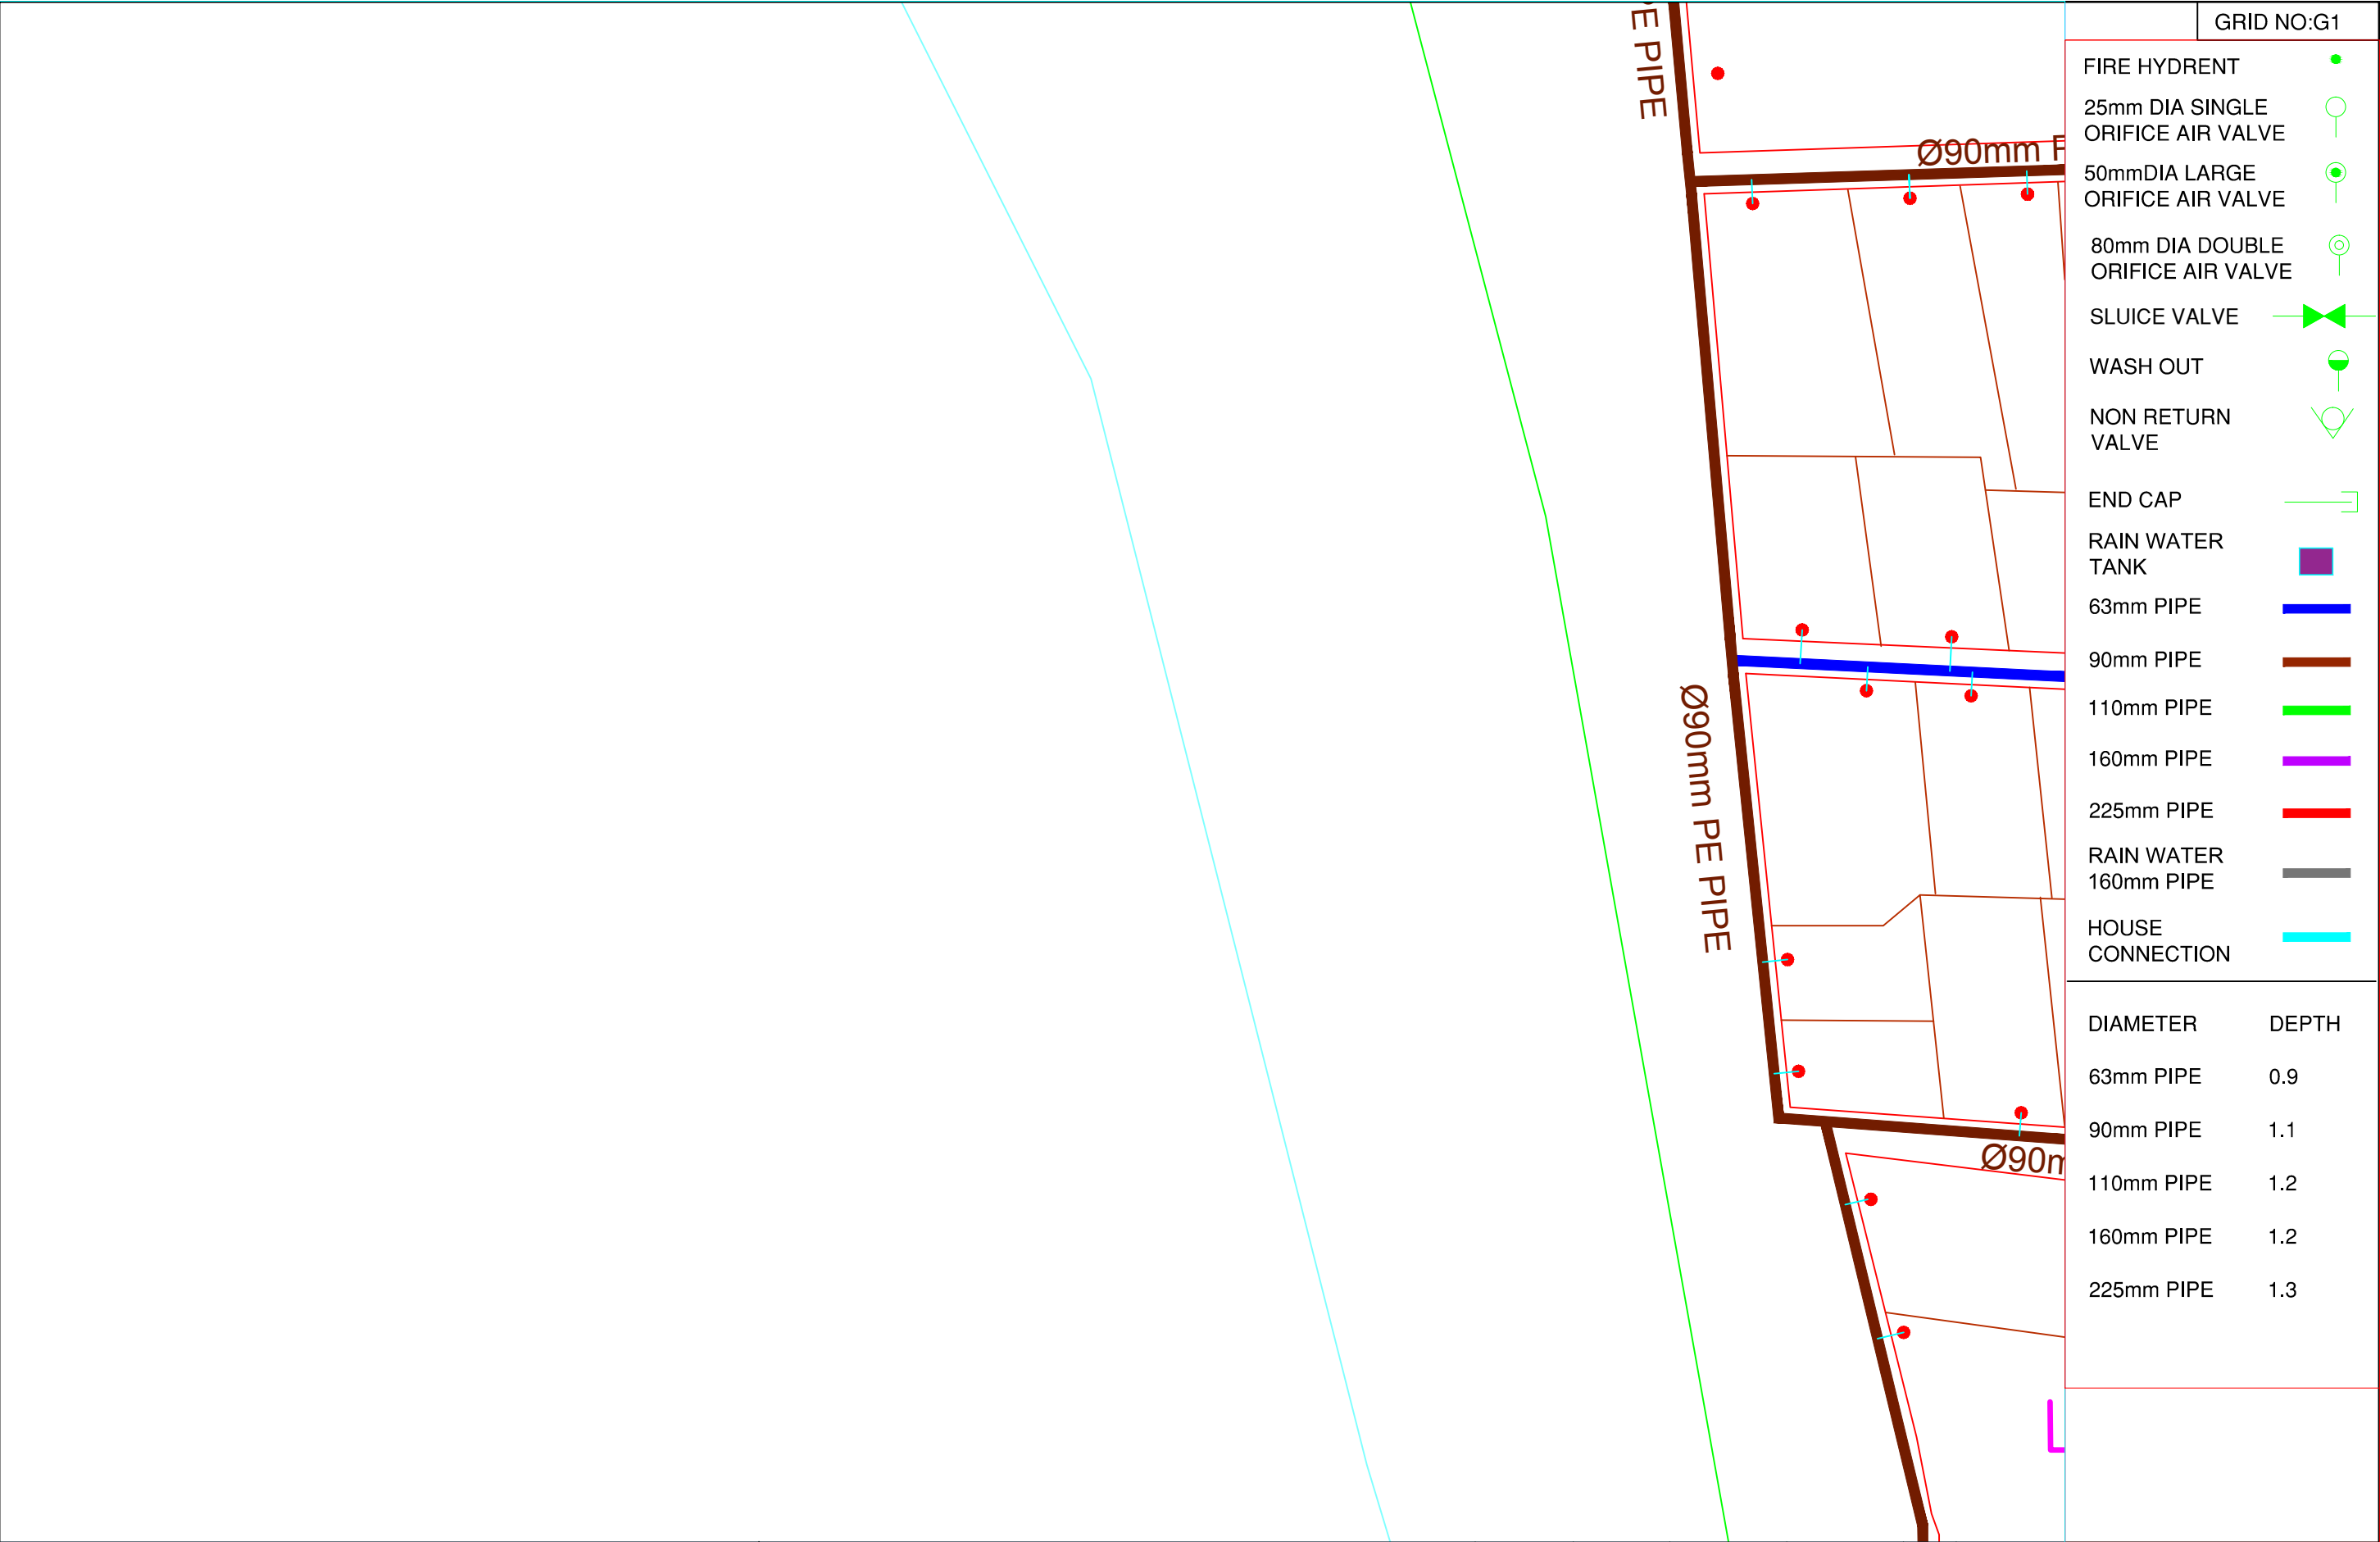 GRID NO:G1
E PIPE
Ø90mm
Ø90mm PE PIPE
Ø90m
FIRE HYDRENT
25mm DIA SINGLE
ORIFICE AIR VALVE
50mmDIA LARGE
ORIFICE AIR VALVE
80mm DIA DOUBLE
ORIFICE AIR VALVE
SLUICE VALVE
WASH OUT
NON RETURN
VALVE
END CAP
RAIN WATER
TANK
63mm PIPE
90mm PIPE
110mm PIPE
160mm PIPE
225mm PIPE
RAIN WATER
160mm PIPE
HOUSE
CONNECTION
DIAMETER DEPTH
63mm PIPE 0.9
90mm PIPE 1.1
110mm PIPE 1.2
160mm PIPE 1.2
225mm PIPE 1.3